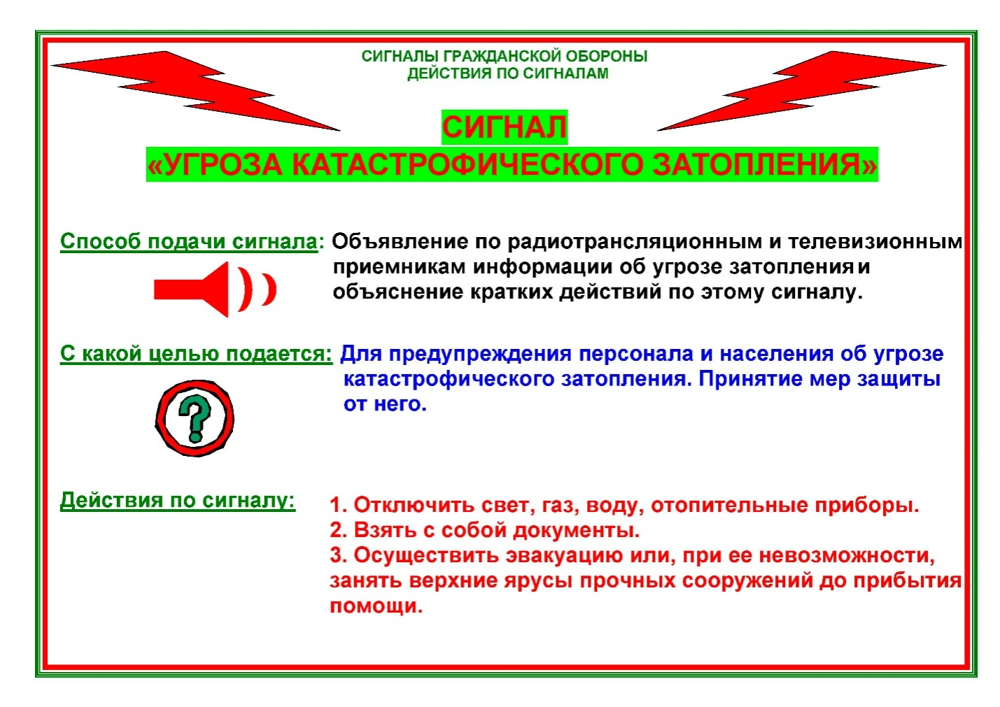 СИГНАЛЫ ГРАЖДАНСКОЙ ОБОРОНЫ
ДЕЙСТВИЯ ПО СИГНАЛАМ
СИГНАЛ
«УГРОЗА КАТАСТРОФИЧЕСКОГО ЗАТОПЛЕНИЯ»
Способ подачи сигнала: Объявление по радиотрансляционным и телевизионным
приемникам информации об угрозе затопления и
объяснение кратких действий по этому сигналу.
С какой целью подается: Для предупреждения персонала и населения об угрозе
катастрофического затопления. Принятие мер защиты
от него.
?
Действия по сигналу: 1. Отключить свет, газ, воду, отопительные приборы.
2. Взять с собой документы.
3. Осуществить эвакуацию или, при ее невозможности,
занять верхние ярусы прочных сооружений до прибытия
помощи.